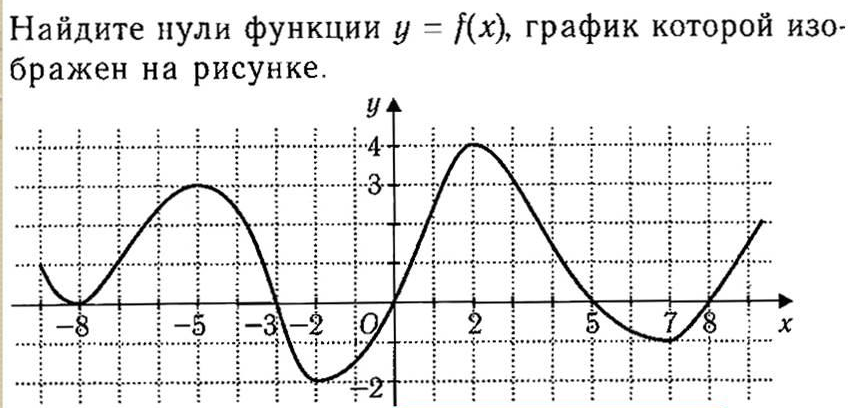 Найдите нули функции y = f(x), график которой изо-
бражен на рисунке.
y
4
3
-8 -5 -3 -2 O 2 5 7 8 x
-2